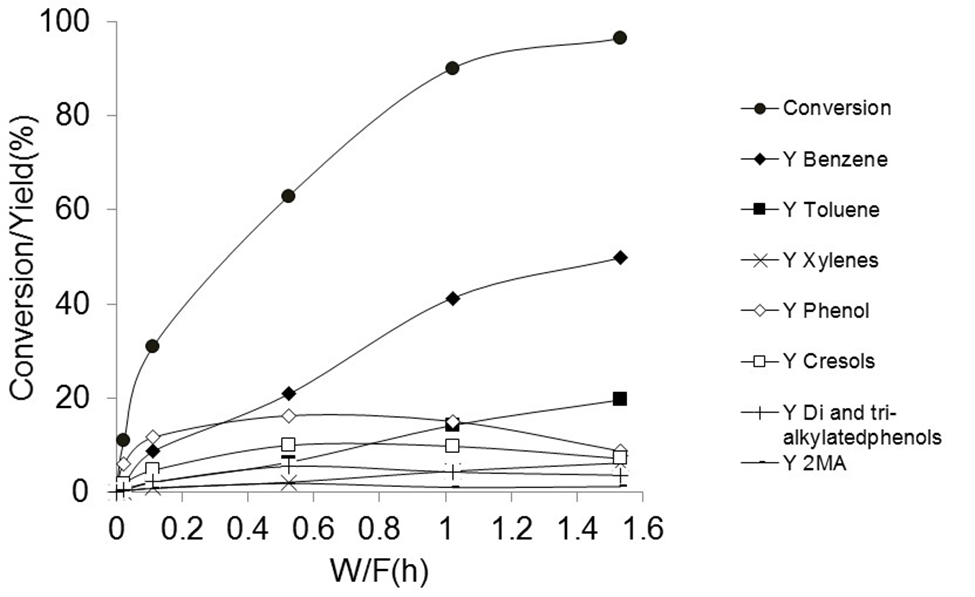 100
80
60
40
20
0
Conversion/Yield(%)
0 0.2 0.4 0.6 0.8 1 1.2 1.4 1.6
W/F(h)
Conversion
Y Benzene
Y Toluene
Y Xylenes
Y Phenol
Y Cresols
Y Di and tri-
alkylatedphenols
Y 2MA